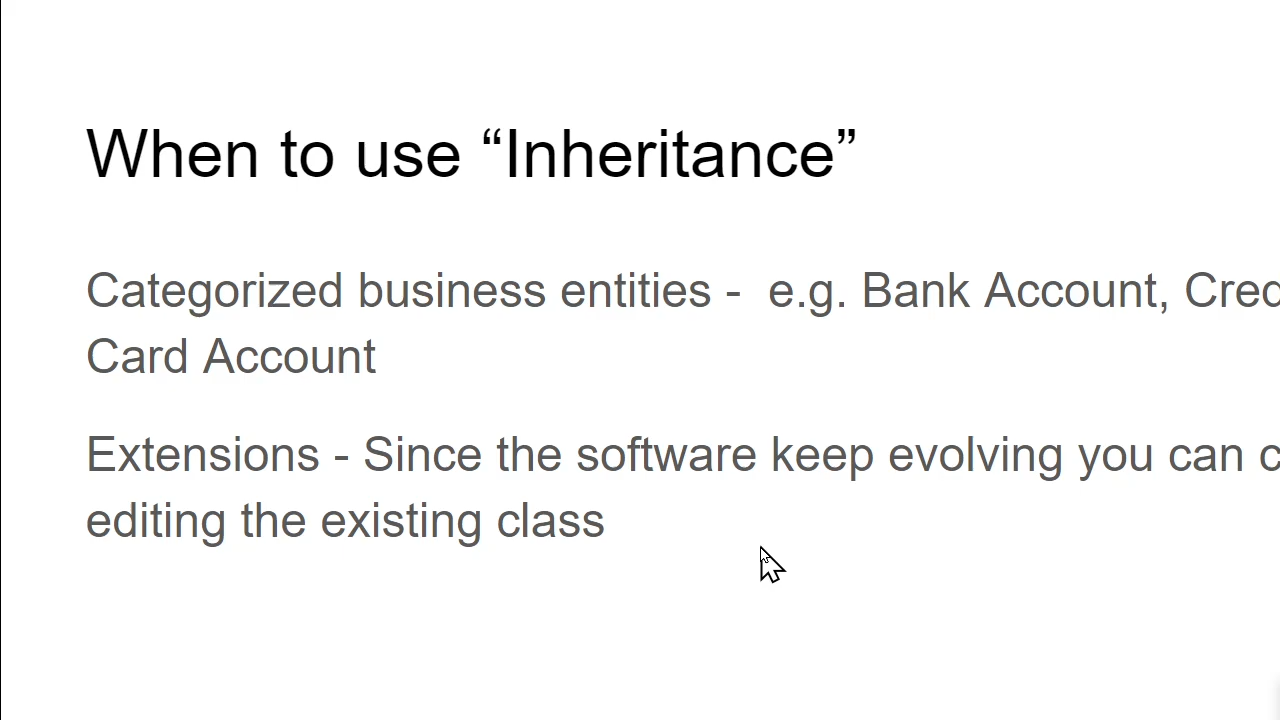 When to use “Inheritance”
Categorized business entities -  e.g. Bank Account,
Card Account
Extensions - Since the software keep evolving you can
editing the existing class